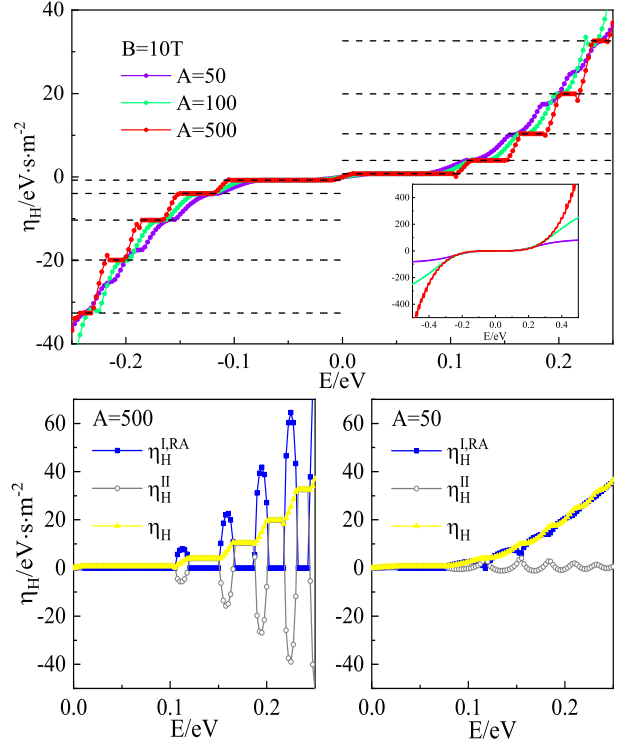 B=10T
A=50
A=100
A=500
η_H/eV·s·m⁻²
40
20
0
-20
-40
-0.2 -0.1 0.0 0.1 0.2
E/eV
400
200
0
-200
-400
-0.4 -0.2 0.0 0.2 0.4
E/eV
A=500
η_H^{I,RA}
η_H^{II}
η_H
η_H/eV·s·m⁻²
60
40
20
0
-20
-40
0.0 0.1 0.2
E/eV
A=50
η_H^{I,RA}
η_H^{II}
η_H
60
40
20
0
-20
-40
0.0 0.1 0.2
E/eV